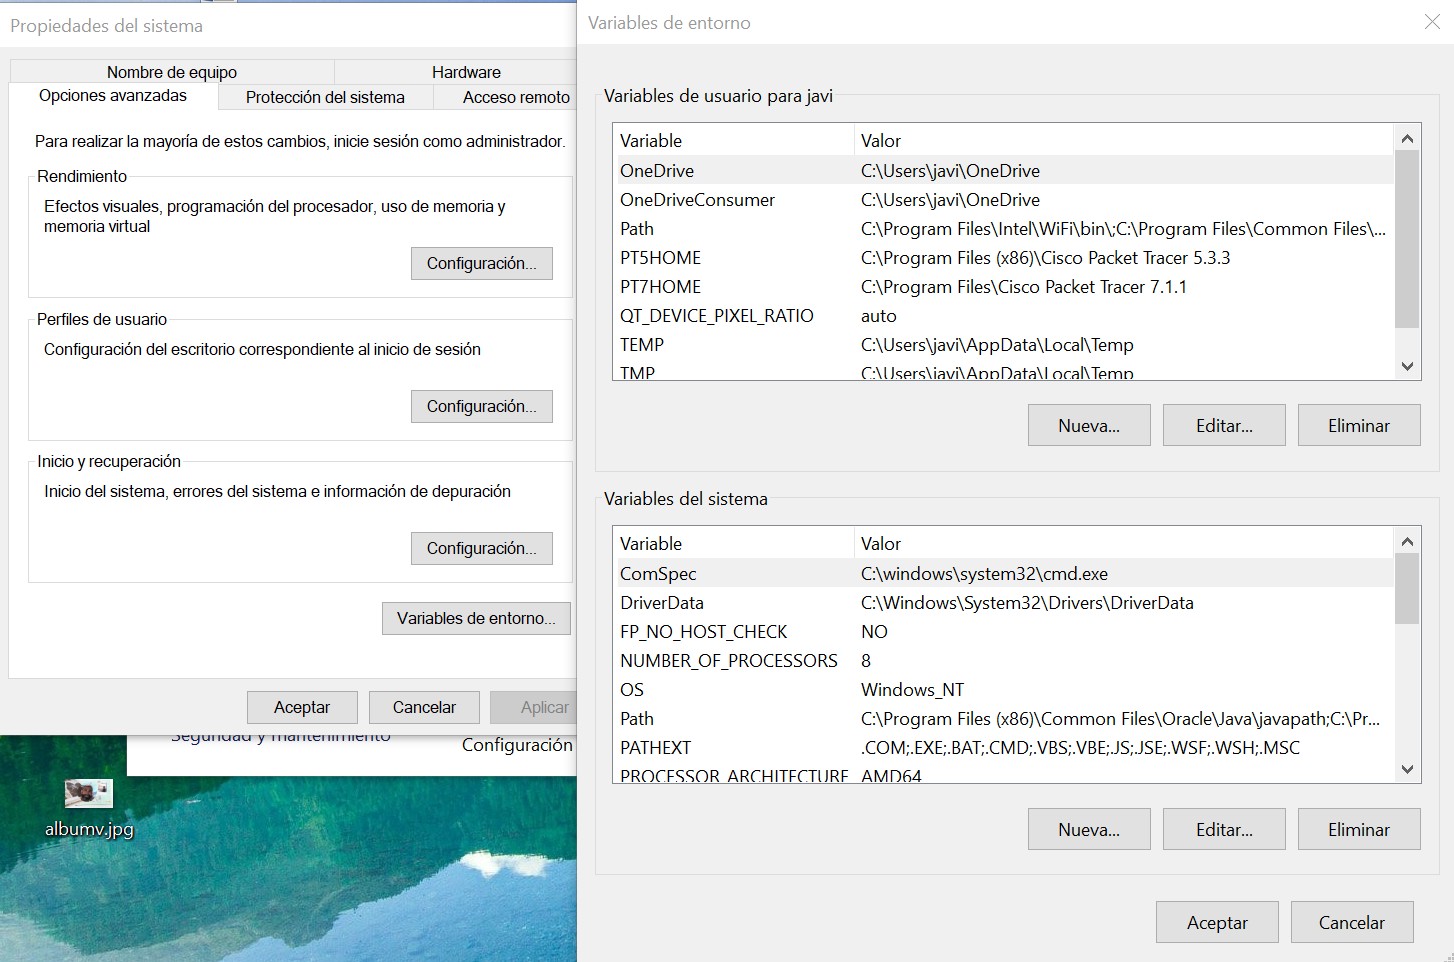 Propiedades del sistema
Nombre de equipo
Hardware
Opciones avanzadas
Protección del sistema
Acceso remoto
Para realizar la mayoría de estos cambios, inicie sesión como administrador.
Rendimiento
Efectos visuales, programación del procesador, uso de memoria y
memoria virtual
Configuración...
Perfiles de usuario
Configuración del escritorio correspondiente al inicio de sesión
Configuración...
Inicio y recuperación
Inicio del sistema, errores del sistema e información de depuración
Configuración...
Variables de entorno...
Aceptar
Cancelar
Aplicar
Seguridad y mantenimiento
Configuración
albumv.jpg
Variables de entorno
Variables de usuario para javi
Variable Valor
OneDrive C:\Users\javi\OneDrive
OneDriveConsumer C:\Users\javi\OneDrive
Path C:\Program Files\Intel\WiFi\bin\;C:\Program Files\Common Files\...
PT5HOME C:\Program Files (x86)\Cisco Packet Tracer 5.3.3
PT7HOME C:\Program Files\Cisco Packet Tracer 7.1.1
QT_DEVICE_PIXEL_RATIO auto
TEMP C:\Users\javi\AppData\Local\Temp
TMP C:\Users\javi\AppData\Local\Temp
Nueva...
Editar...
Eliminar
Variables del sistema
Variable Valor
ComSpec C:\windows\system32\cmd.exe
DriverData C:\Windows\System32\Drivers\DriverData
FP_NO_HOST_CHECK NO
NUMBER_OF_PROCESSORS 8
OS Windows_NT
Path C:\Program Files (x86)\Common Files\Oracle\Java\javapath;C:\Pr...
PATHEXT .COM;.EXE;.BAT;.CMD;.VBS;.VBE;.JS;.JSE;.WSF;.WSH;.MSC
PROCESSOR_ARCHITECTURE AMD64
Nueva...
Editar...
Eliminar
Aceptar
Cancelar